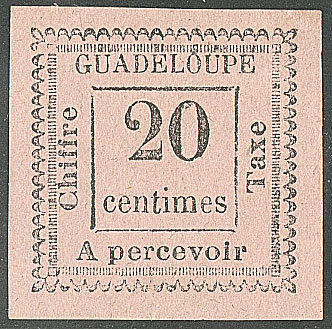 GUADELOUPE
Chiffre
20
centimes
Taxe
A percevoir